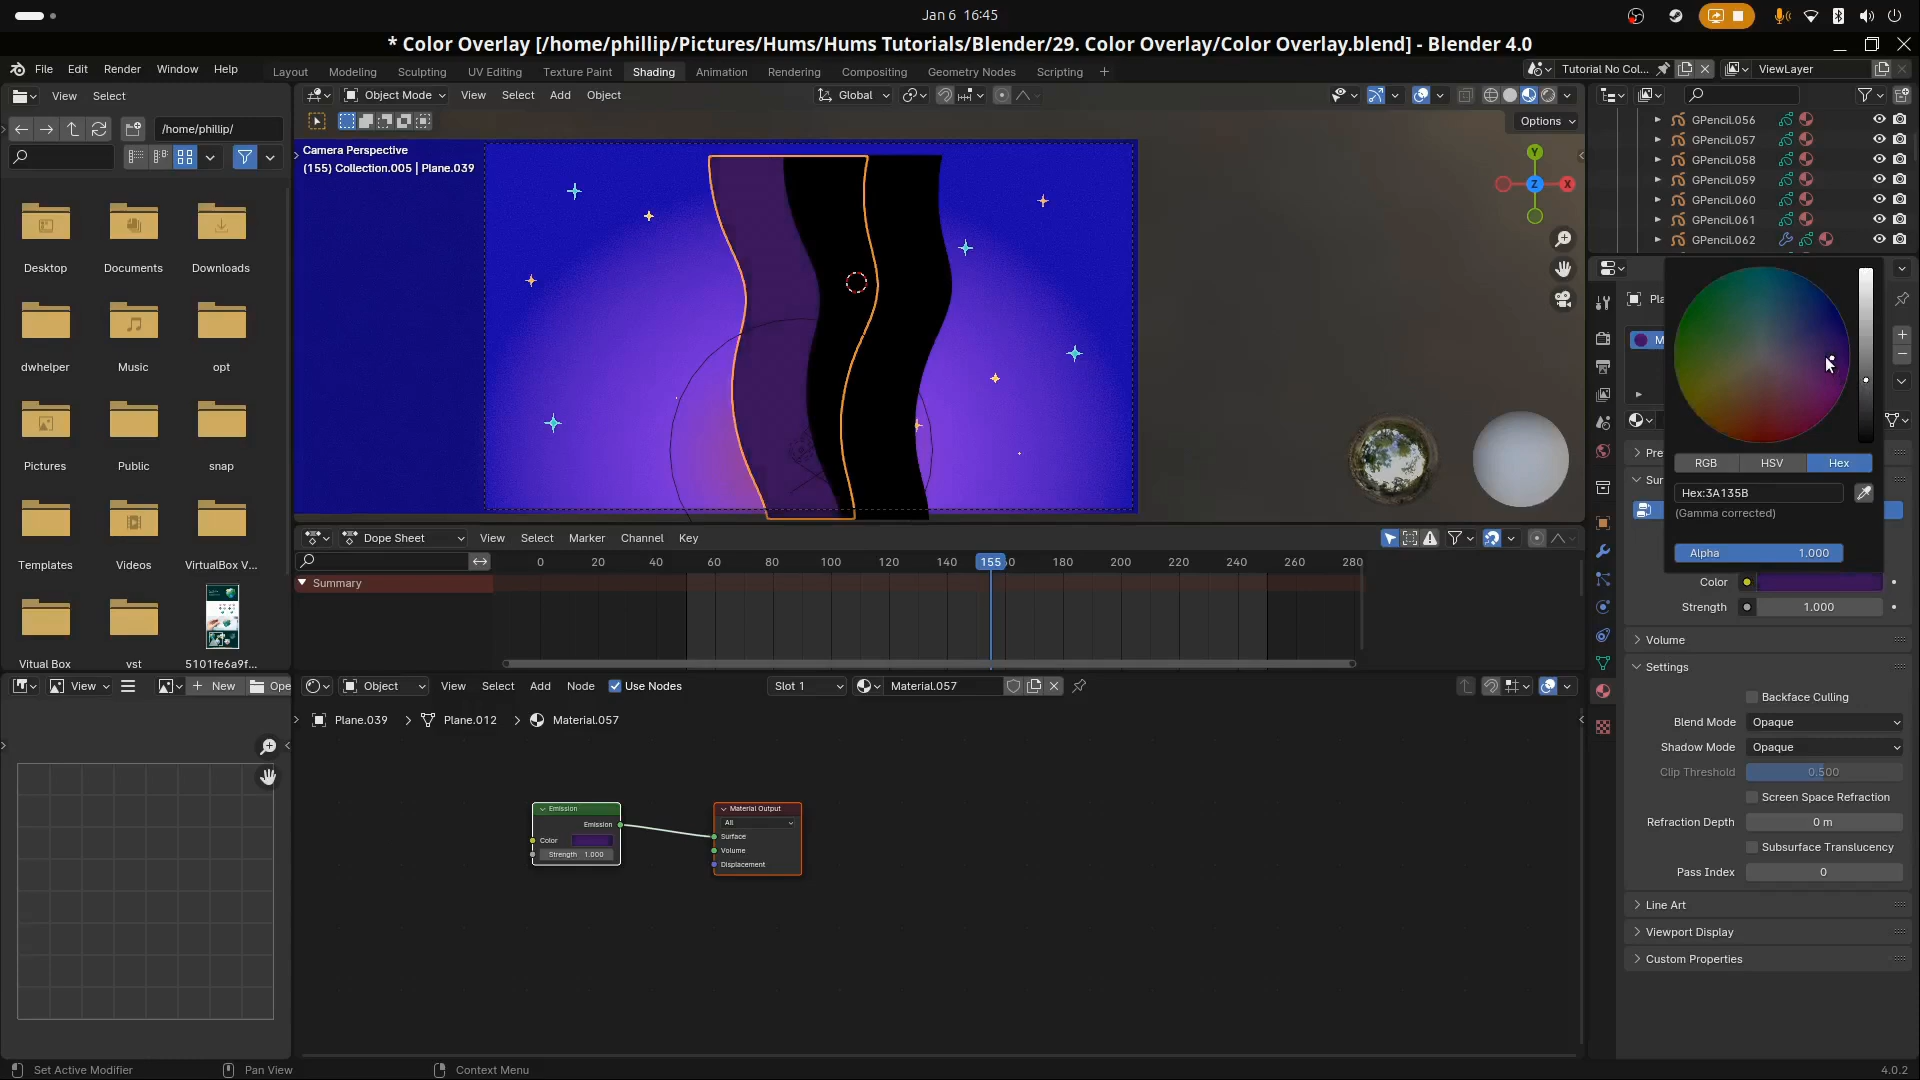 Jan 6 16:45
* Color Overlay [/home/phillip/Pictures/Hums/Hums Tutorials/Blender/29. Color Overlay/Color Overlay.blend] - Blender 4.0
File Edit Render Window Help
Layout Modeling Sculpting UV Editing Texture Paint Shading Animation Rendering Compositing Geometry Nodes Scripting +
Tutorial No Col...
ViewLayer
View Select
Object Mode View Select Add Object
Global
/home/phillip/
Options
Camera Perspective
(155) Collection.005 | Plane.039
Y
Z
X
GPencil.056
GPencil.057
GPencil.058
GPencil.059
GPencil.060
GPencil.061
GPencil.062
Desktop Documents Downloads
dwhelper Music opt
Pictures Public snap
Templates Videos VirtualBox V...
Vitual Box vst 5101fe6a9f...
Pla
M
Pre
Sur
RGB HSV Hex
Hex:3A135B
(Gamma corrected)
Alpha 1.000
Color
Strength 1.000
Volume
Settings
Backface Culling
Blend Mode Opaque
Shadow Mode Opaque
Clip Threshold 0.500
Screen Space Refraction
Refraction Depth 0 m
Subsurface Translucency
Pass Index 0
Line Art
Viewport Display
Custom Properties
Dope Sheet View Select Marker Channel Key
0 20 40 60 80 100 120 140 155 0 180 200 220 240 260 280
Summary
View + New Ope
Object View Select Add Node Use Nodes Slot 1 Material.057
Plane.039 > Plane.012 > Material.057
Emission
Emission
Color
Strength 1.000
Material Output
All
Surface
Volume
Displacement
Set Active Modifier
Pan View
Context Menu
4.0.2